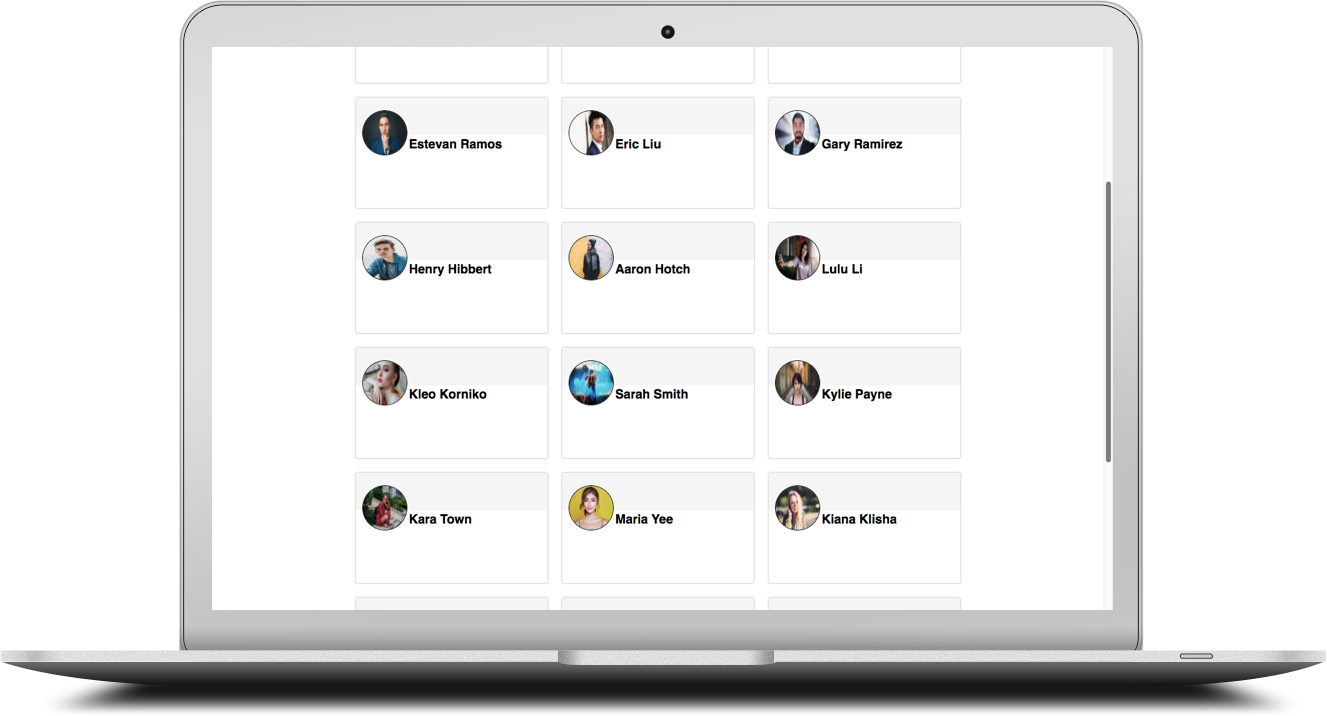 Estevan Ramos
Eric Liu
Gary Ramirez
Henry Hibbert
Aaron Hotch
Lulu Li
Kleo Korniko
Sarah Smith
Kylie Payne
Kara Town
Maria Yee
Kiana Klisha